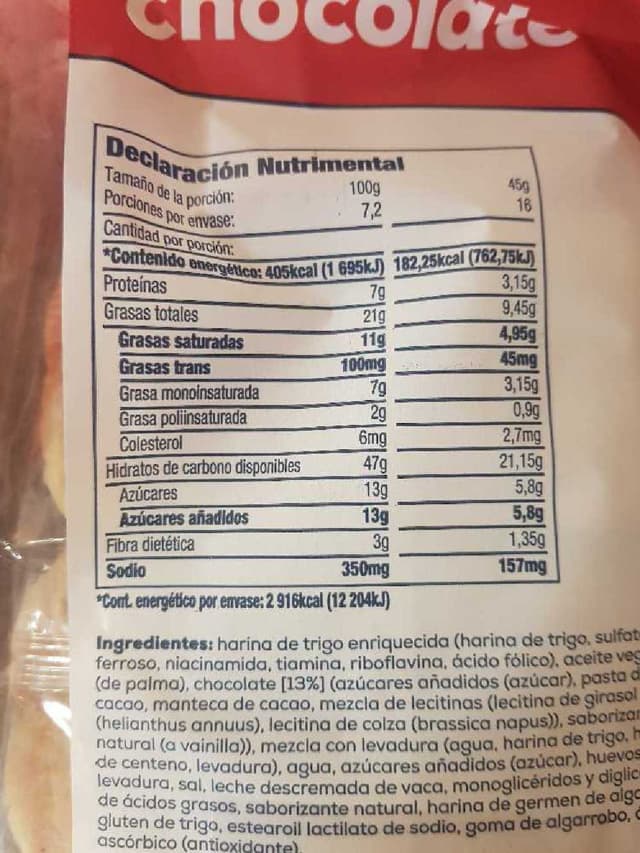 chocolate
Declaración Nutrimental
Tamaño de la porción: 100g 45g
Porciones por envase: 7,2 16
Cantidad por porción:
*Contenido energético: 405kcal (1 695kJ) 182,25kcal (762,75kJ)
Proteínas 7g 3,15g
Grasas totales 21g 9,45g
Grasas saturadas 11g 4,95g
Grasas trans 100mg 45mg
Grasa monoinsaturada 7g 3,15g
Grasa poliinsaturada 2g 0,9g
Colesterol 6mg 2,7mg
Hidratos de carbono disponibles 47g 21,15g
Azúcares 13g 5,8g
Azúcares añadidos 13g 5,8g
Fibra dietética 3g 1,35g
Sodio 350mg 157mg
*Cont. energético por envase: 2 916kcal (12 204kJ)
Ingredientes: harina de trigo enriquecida (harina de trigo, sulfat
ferroso, niacinamida, tiamina, riboflavina, ácido fólico), aceite veg
(de palma), chocolate [13%] (azúcares añadidos (azúcar), pasta d
cacao, manteca de cacao, mezcla de lecitinas (lecitina de girasol
(helianthus annuus), lecitina de colza (brassica napus)), saboriza
natural (a vainilla)), mezcla con levadura (agua, harina de trigo, h
de centeno, levadura), agua, azúcares añadidos (azúcar), huevos
levadura, sal, leche descremada de vaca, monoglicéridos y diglic
de ácidos grasos, saborizante natural, harina de germen de algo
gluten de trigo, estearoil lactilato de sodio, goma de algarrobo,
ascórbico (antioxidante).